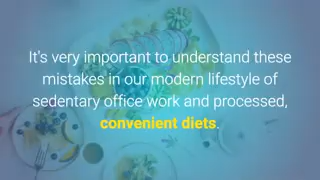 It's very important to understand these
mistakes in our modern lifestyle of
sedentary office work and processed,
convenient diets.